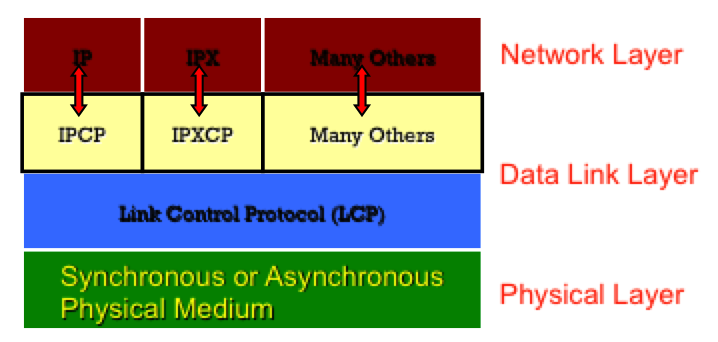 IP IPX Many Others Network Layer
IPCP IPXCP Many Others
Data Link Layer
Link Control Protocol (LCP)
Synchronous or Asynchronous
Physical Medium
Physical Layer